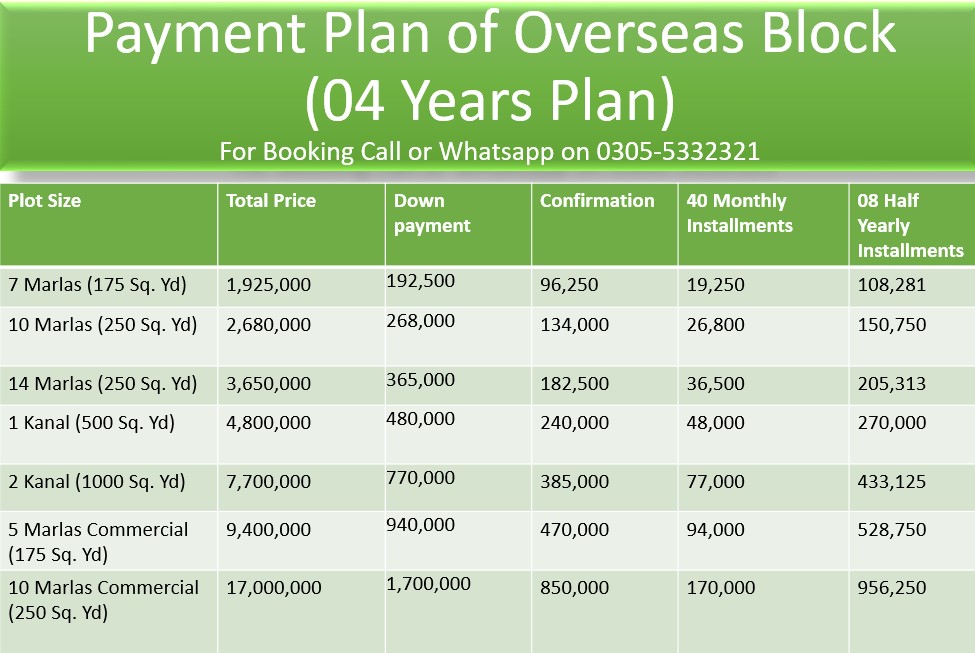 Payment Plan of Overseas Block
(04 Years Plan)
For Booking Call or Whatsapp on 0305-5332321
Plot Size Total Price Down payment Confirmation 40 Monthly Installments 08 Half Yearly Installments
7 Marlas (175 Sq. Yd) 1,925,000 192,500 96,250 19,250 108,281
10 Marlas (250 Sq. Yd) 2,680,000 268,000 134,000 26,800 150,750
14 Marlas (250 Sq. Yd) 3,650,000 365,000 182,500 36,500 205,313
1 Kanal (500 Sq. Yd) 4,800,000 480,000 240,000 48,000 270,000
2 Kanal (1000 Sq. Yd) 7,700,000 770,000 385,000 77,000 433,125
5 Marlas Commercial (175 Sq. Yd) 9,400,000 940,000 470,000 94,000 528,750
10 Marlas Commercial (250 Sq. Yd) 17,000,000 1,700,000 850,000 170,000 956,250